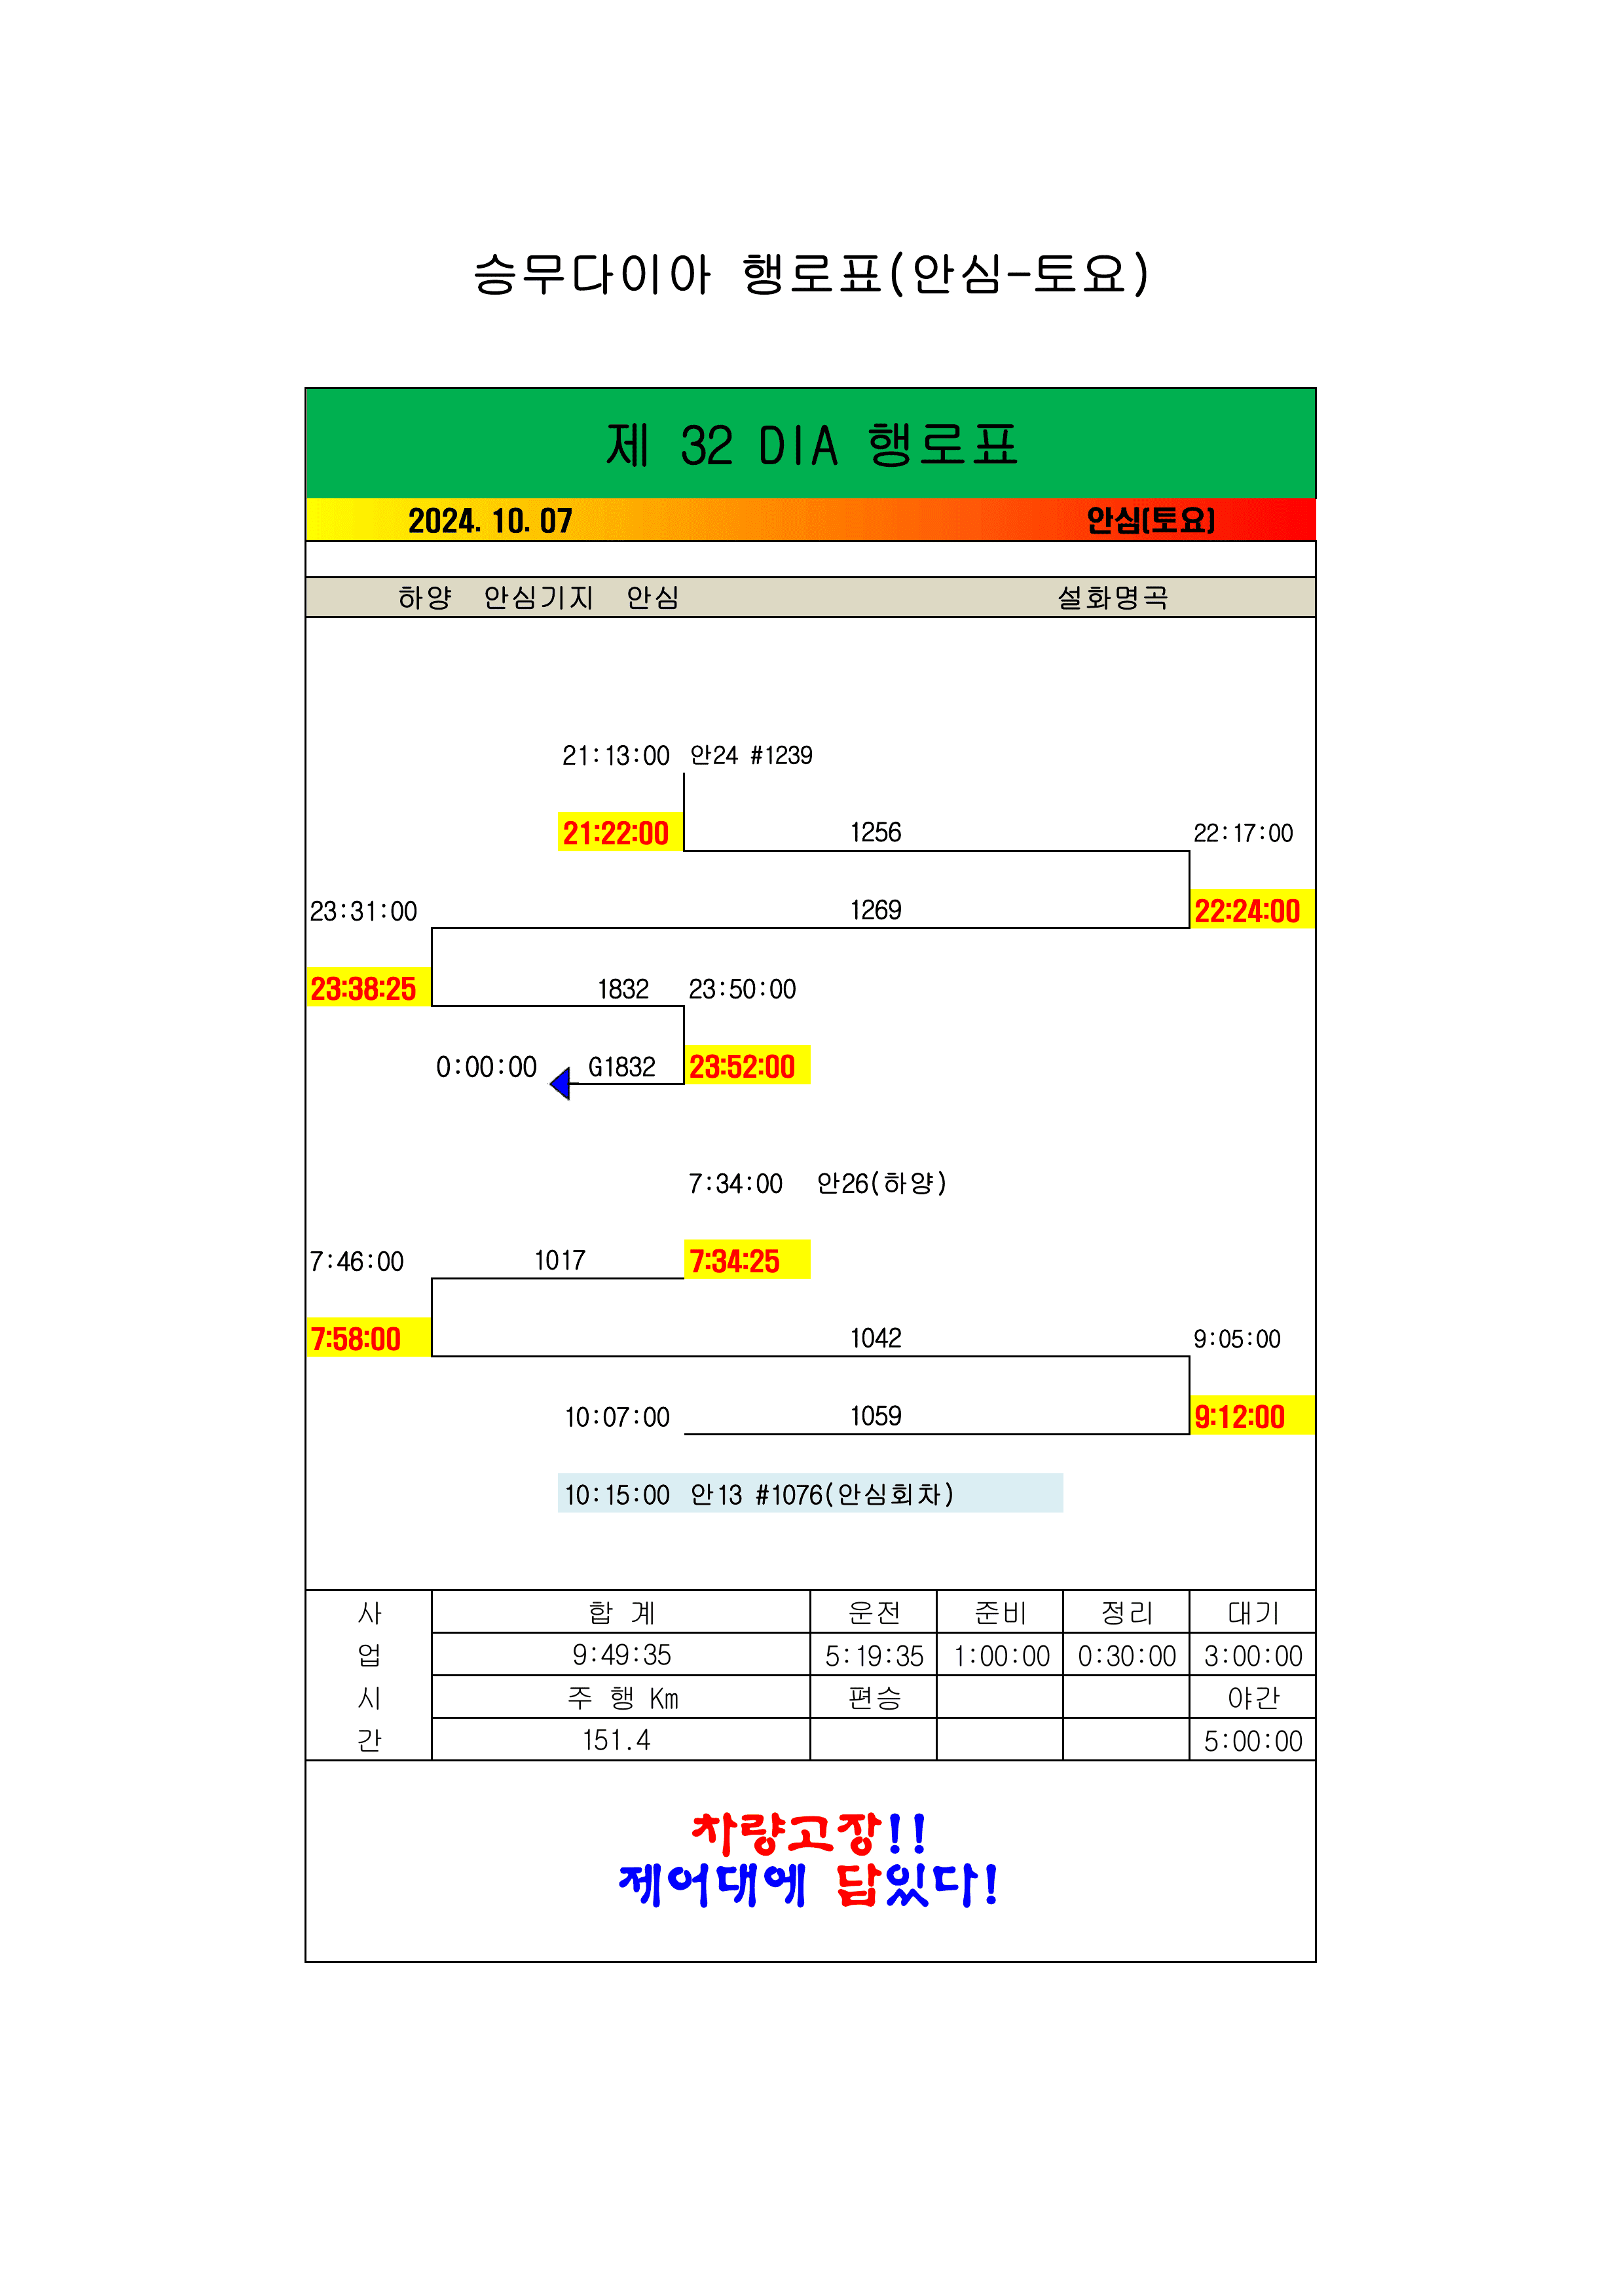 승무다이아 행로표(안심-토요)
제 32 DIA 행로표
2024. 10. 07 안심(토요)
하양 안심기지 안심 설화명곡
21:13:00 안24 #1239
21:22:00 1256 22:17:00
23:31:00 1269 22:24:00
23:38:25 1832 23:50:00
0:00:00 G1832 23:52:00
7:34:00 안26(하양)
7:46:00 1017 7:34:25
7:58:00 1042 9:05:00
10:07:00 1059 9:12:00
10:15:00 안13 #1076(안심회차)
사 합 계 운전 준비 정리 대기
업 9:49:35 5:19:35 1:00:00 0:30:00 3:00:00
시 주 행 Km 편승 야간
간 151.4 5:00:00
차량고장!!
제어대에 답있다!